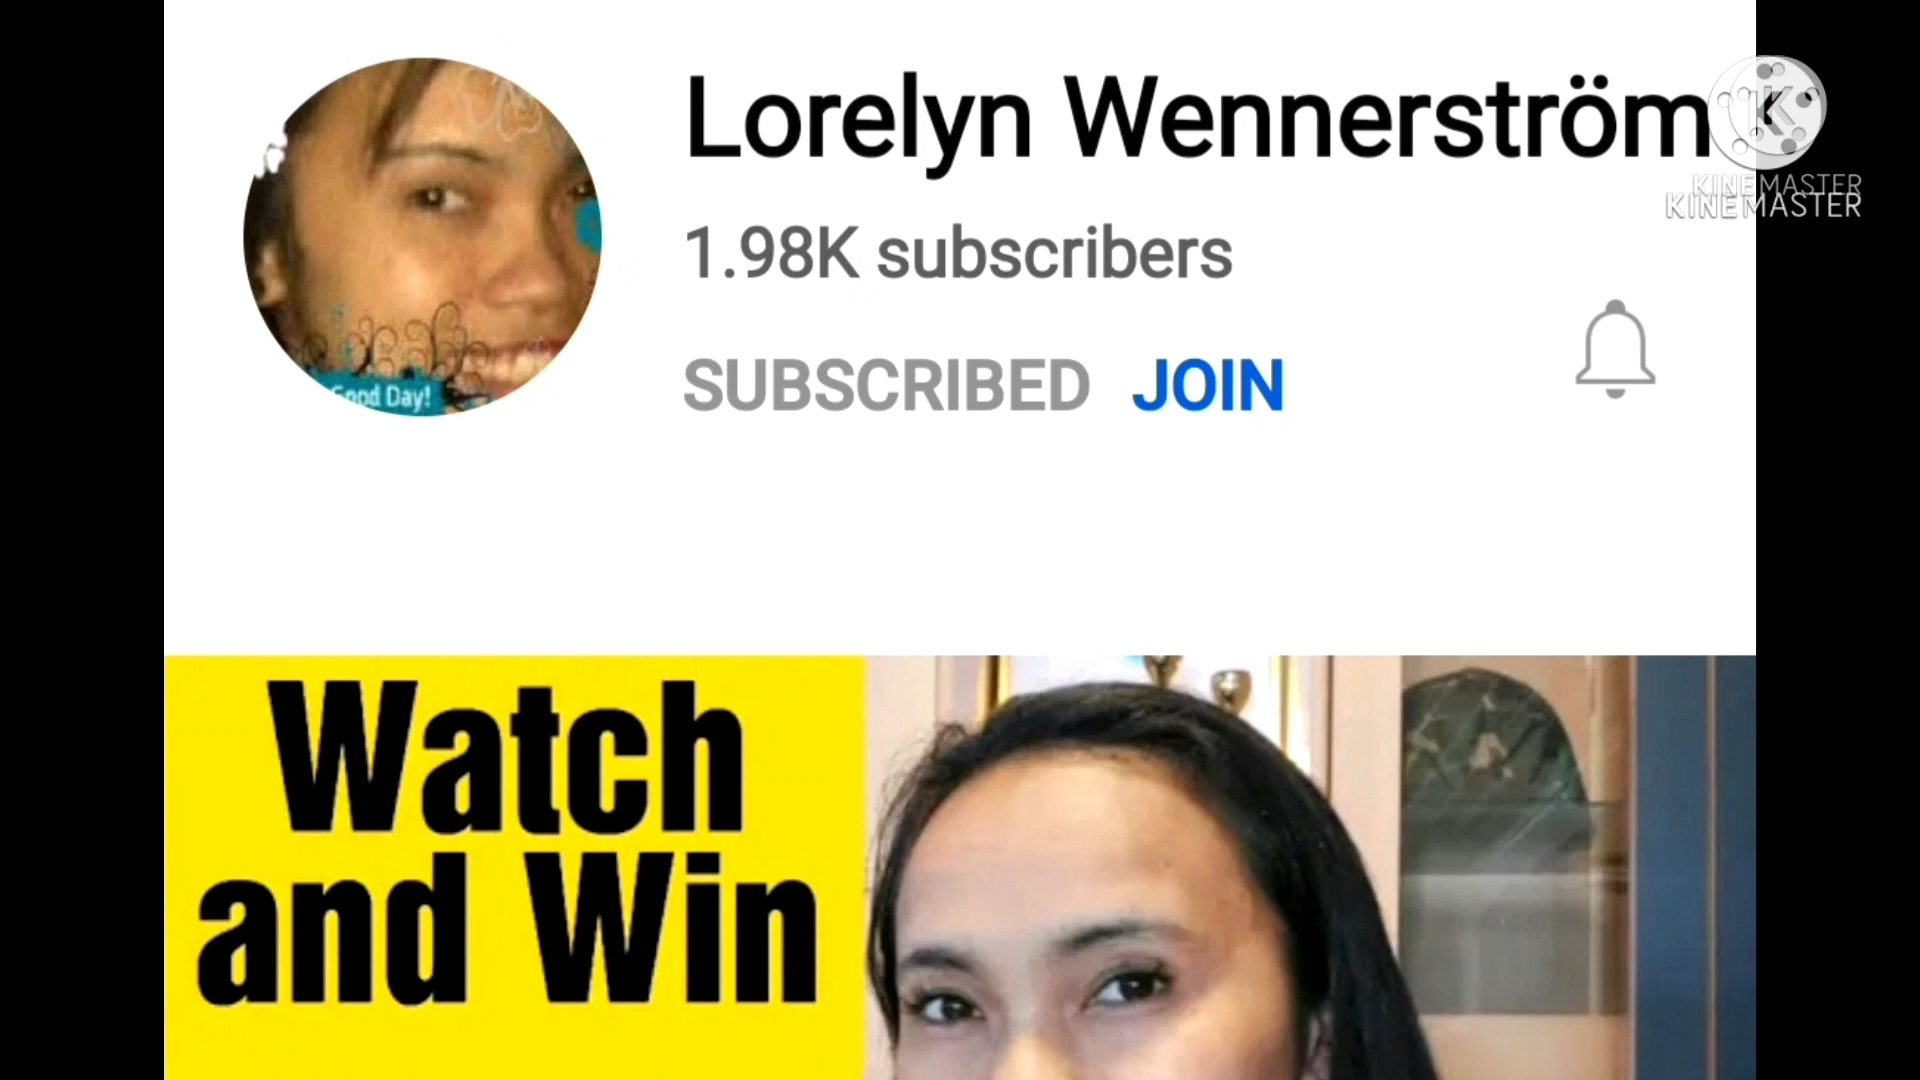 Lorelyn Wennerström
1.98K subscribers
SUBSCRIBED JOIN
Good Day!
K
KINEMASTER
KINEMASTER
Watch
and Win